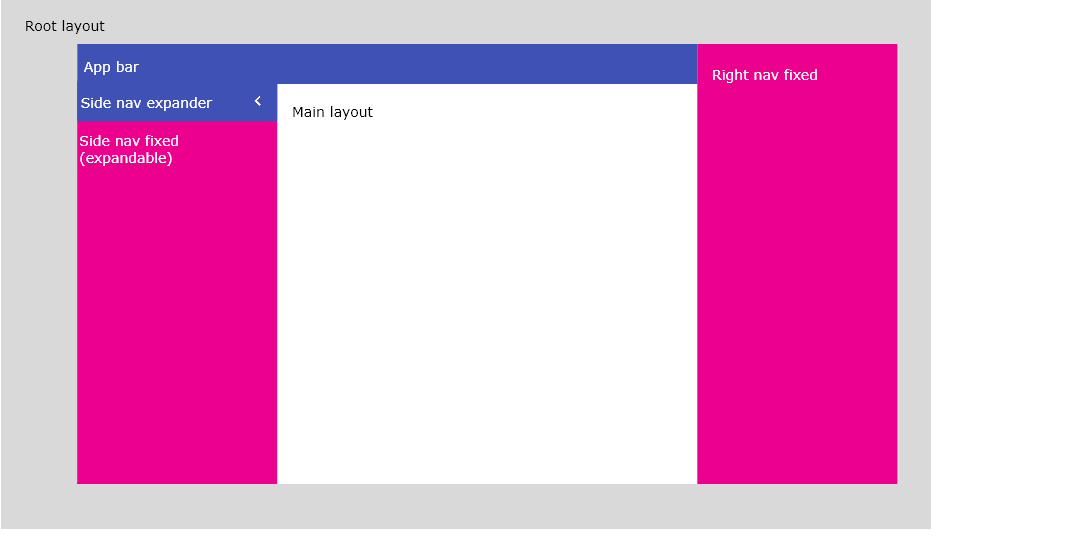 Root layout
App bar
Right nav fixed
Side nav expander
Main layout
Side nav fixed
(expandable)